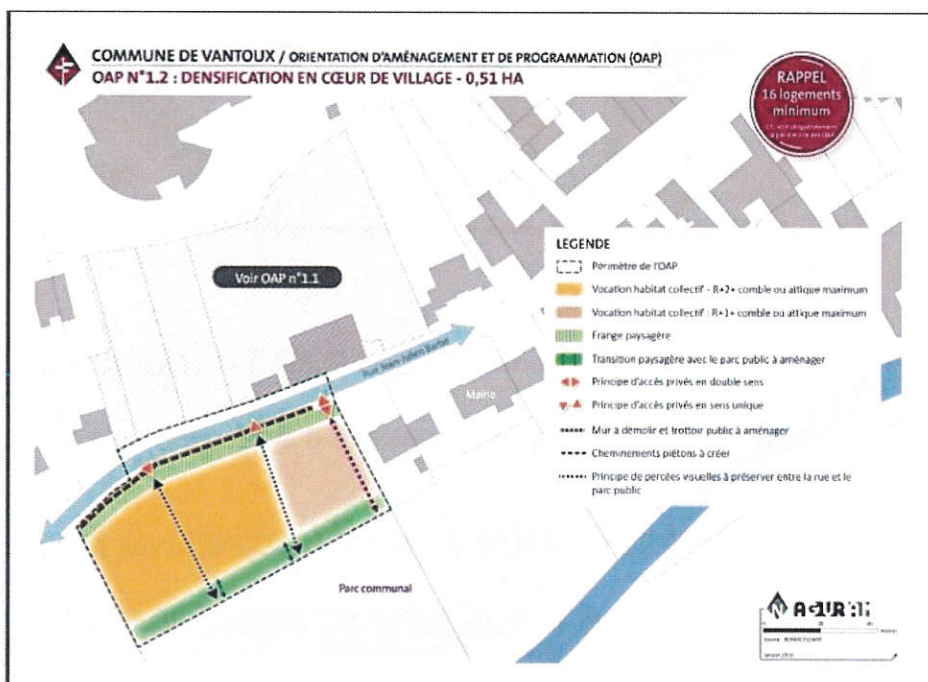 COMMUNE DE VANTOUX / ORIENTATION D'AMÉNAGEMENT ET DE PROGRAMMATION (OAP)
OAP N°1.2 : DENSIFICATION EN CŒUR DE VILLAGE - 0,51 HA
RAPPEL
16 logements
minimum
Voir OAP n°1.1
Rue Jean-Julien Barbé
Mairie
Parc communal
LEGENDE
Périmètre de l'OAP
Vocation habitat collectif - R+2+ comble ou attique maximum
Vocation habitat collectif : R+1+ comble ou attique maximum
Frange paysagère
Transition paysagère avec le parc public à aménager
Principe d'accès privés en double sens
Principe d'accès privés en sens unique
Mur à démolir et trottoir public à aménager
Cheminements piétons à créer
Principe de percées visuelles à préserver entre la rue et le
parc public
N